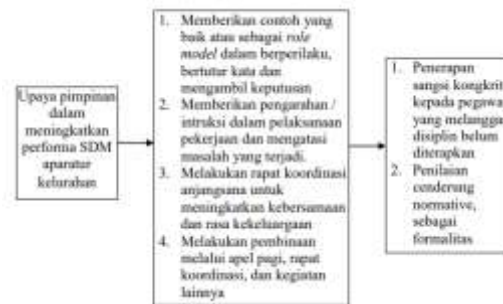 Upaya pimpinan
dalam
meningkatkan
performa SDM
aparatur
kelurahan
1. Memberikan contoh yang
baik atau sebagai role
model dalam berperilaku,
bertutur kata dan
mengambil keputusan
2. Memberikan pengarahan /
intruksi dalam pelaksanaan
pekerjaan dan mengatasi
masalah yang terjadi.
3. Melakukan rapat koordinasi
anjangsana untuk
meningkatkan kebersamaan
dan rasa kekeluargaan
4. Melakukan pembinaan
melalui apel pagi, rapat
koordinasi, dan kegiatan
lainnya
1. Penerapan
sangsi kongkrit
kepada pegawa
yang melangga
disiplin belum
diterapkan
2. Penilaian
cenderung
normative,
sebagai
formalitas